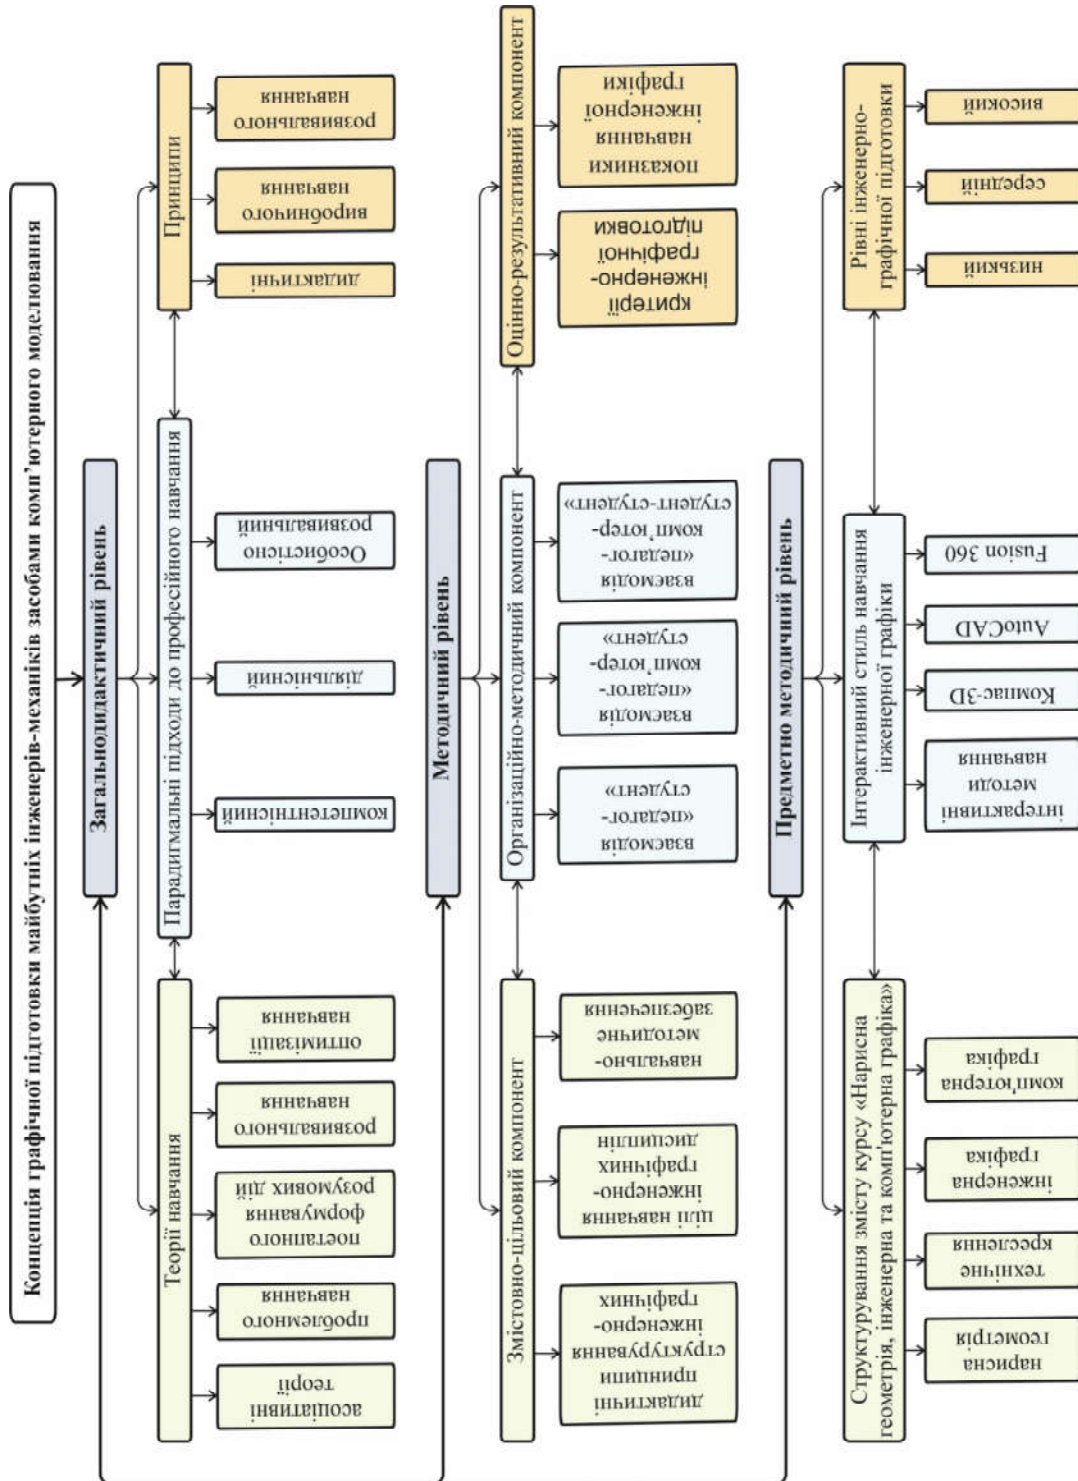 Концепція графічної підготовки майбутніх інженерів-механіків засобами комп'ютерного моделювання
Загальнодидактичний рівень
Теорії навчання
Парадигмальні підходи до професійного навчання
Принципи
асоціативні
теорії
проблемного
навчання
поетапного
формування
розумових дій
розвивального
навчання
оптимізації
навчання
компетентнісний
діяльнісний
Особистісно
розвивальний
дидактичні
виробничого
навчання
розвивального
навчання
Методичний рівень
Змістовно-цільовий компонент
Організаційно-методичний компонент
Оцінно-результативний компонент
дидактичні
принципи
структурування
інженерно-
графічних
цілі навчання
інженерно-
графічних
дисциплін
навчально-
методичне
забезпечення
взаємодія
«педагог-
студент»
взаємодія
«педагог-
комп'ютер-
студент»
взаємодія
«педагог-
комп'ютер-
студент-студент»
критерії
інженерно-
графічної
підготовки
показники
навчання
інженерної
графіки
Предметно методичний рівень
Структурування змісту курсу «Нарисна
геометрія, інженерна та комп'ютерна графіка»
Інтерактивний стиль навчання
інженерної графіки
Рівні інженерно-
графічної підготовки
нарисна
геометрія
технічне
креслення
інженерна
графіка
комп'ютерна
графіка
інтерактивні
методи
навчання
Компас-3D
AutoCAD
Fusion 360
низький
середній
високий